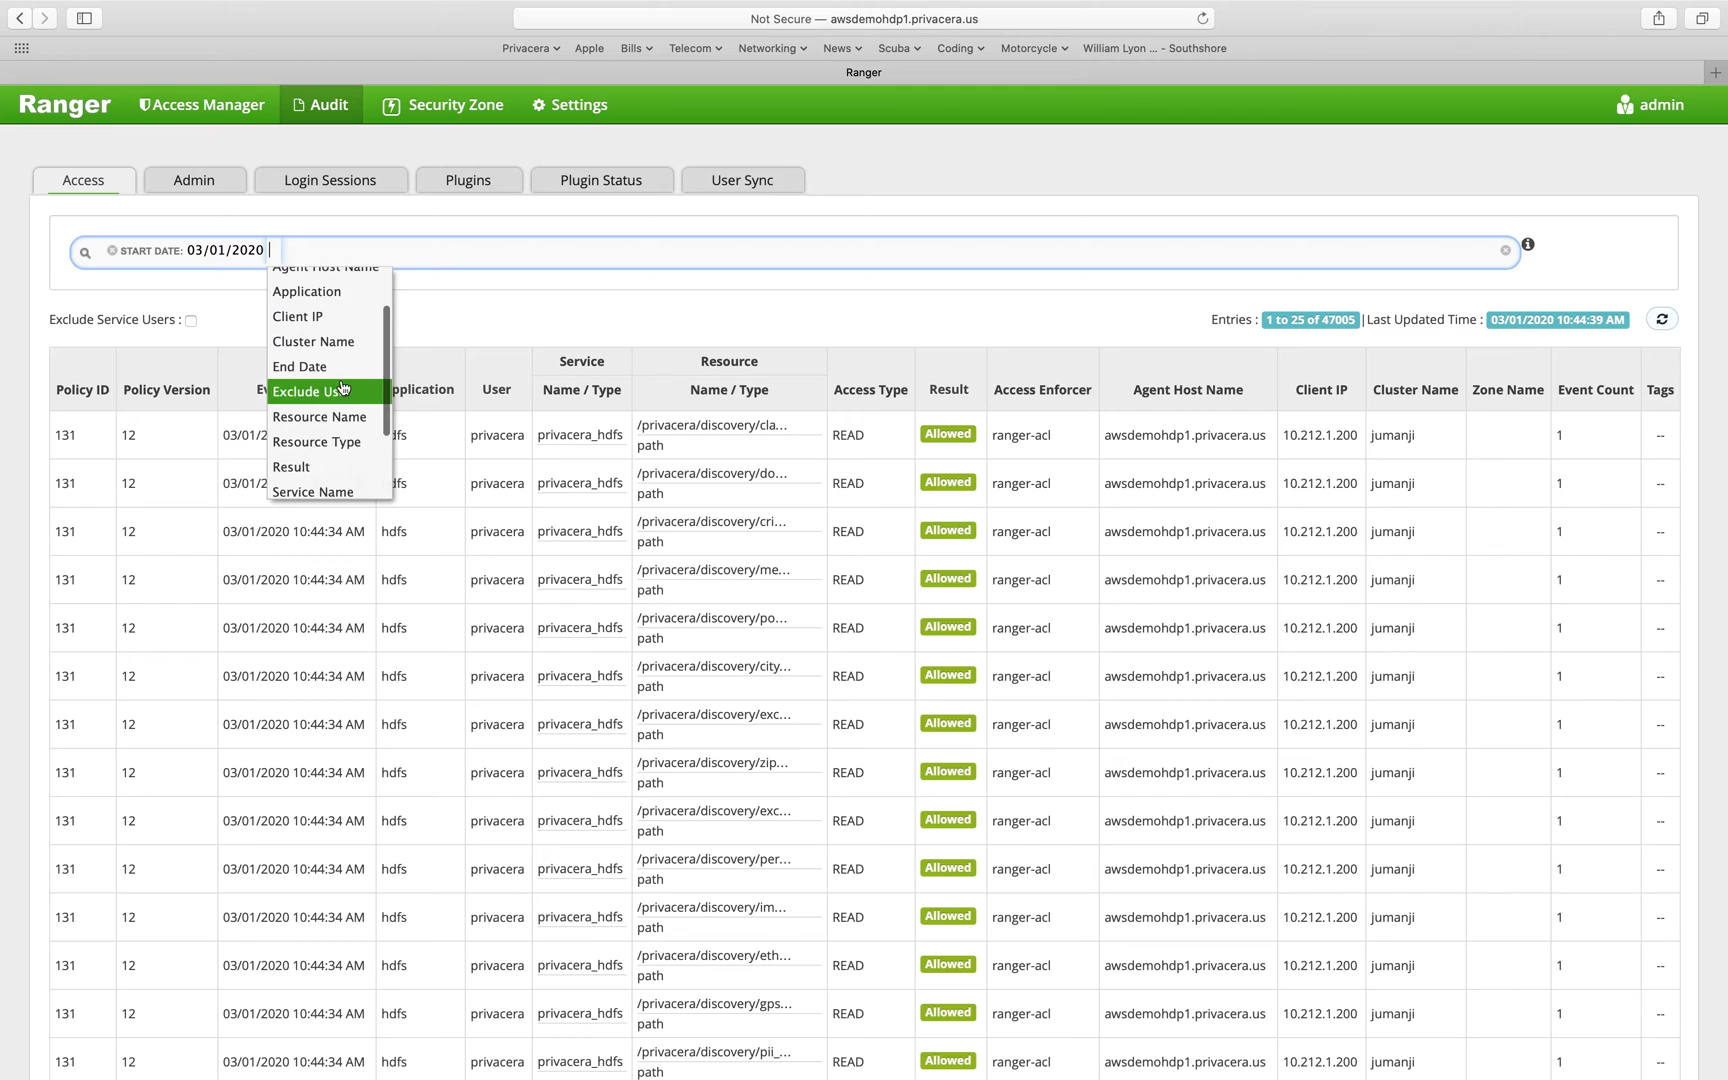 Not Secure — awsdemohdp1.privacera.us
Privacera Apple Bills Telecom Networking News Scuba Coding Motorcycle William Lyon ... - Southshore
Ranger
Ranger Access Manager Audit Security Zone Settings admin
Access Admin Login Sessions Plugins Plugin Status User Sync
START DATE: 03/01/2020
Agent Host Name
Application
Client IP
Cluster Name
End Date
Exclude Us
Resource Name
Resource Type
Result
Service Name
Exclude Service Users :
Entries : 1 to 25 of 47005 | Last Updated Time : 03/01/2020 10:44:39 AM
Service Resource
Policy ID Policy Version Ev pplication User Name / Type Name / Type Access Type Result Access Enforcer Agent Host Name Client IP Cluster Name Zone Name Event Count Tags
131 12 03/01/2 dfs privacera privacera_hdfs /privacera/discovery/cla... READ Allowed ranger-acl awsdemohdp1.privacera.us 10.212.1.200 jumanji 1 --
path
131 12 03/01/2 dfs privacera privacera_hdfs /privacera/discovery/do... READ Allowed ranger-acl awsdemohdp1.privacera.us 10.212.1.200 jumanji 1 --
path
131 12 03/01/2020 10:44:34 AM hdfs privacera privacera_hdfs /privacera/discovery/cri... READ Allowed ranger-acl awsdemohdp1.privacera.us 10.212.1.200 jumanji 1 --
path
131 12 03/01/2020 10:44:34 AM hdfs privacera privacera_hdfs /privacera/discovery/me... READ Allowed ranger-acl awsdemohdp1.privacera.us 10.212.1.200 jumanji 1 --
path
131 12 03/01/2020 10:44:34 AM hdfs privacera privacera_hdfs /privacera/discovery/po... READ Allowed ranger-acl awsdemohdp1.privacera.us 10.212.1.200 jumanji 1 --
path
131 12 03/01/2020 10:44:34 AM hdfs privacera privacera_hdfs /privacera/discovery/city... READ Allowed ranger-acl awsdemohdp1.privacera.us 10.212.1.200 jumanji 1 --
path
131 12 03/01/2020 10:44:34 AM hdfs privacera privacera_hdfs /privacera/discovery/exc... READ Allowed ranger-acl awsdemohdp1.privacera.us 10.212.1.200 jumanji 1 --
path
131 12 03/01/2020 10:44:34 AM hdfs privacera privacera_hdfs /privacera/discovery/zip... READ Allowed ranger-acl awsdemohdp1.privacera.us 10.212.1.200 jumanji 1 --
path
131 12 03/01/2020 10:44:34 AM hdfs privacera privacera_hdfs /privacera/discovery/exc... READ Allowed ranger-acl awsdemohdp1.privacera.us 10.212.1.200 jumanji 1 --
path
131 12 03/01/2020 10:44:34 AM hdfs privacera privacera_hdfs /privacera/discovery/per... READ Allowed ranger-acl awsdemohdp1.privacera.us 10.212.1.200 jumanji 1 --
path
131 12 03/01/2020 10:44:34 AM hdfs privacera privacera_hdfs /privacera/discovery/im... READ Allowed ranger-acl awsdemohdp1.privacera.us 10.212.1.200 jumanji 1 --
path
131 12 03/01/2020 10:44:34 AM hdfs privacera privacera_hdfs /privacera/discovery/eth... READ Allowed ranger-acl awsdemohdp1.privacera.us 10.212.1.200 jumanji 1 --
path
131 12 03/01/2020 10:44:34 AM hdfs privacera privacera_hdfs /privacera/discovery/gps... READ Allowed ranger-acl awsdemohdp1.privacera.us 10.212.1.200 jumanji 1 --
path
131 12 03/01/2020 10:44:34 AM hdfs privacera privacera_hdfs /privacera/discovery/pii_... READ Allowed ranger-acl awsdemohdp1.privacera.us 10.212.1.200 jumanji 1 --
path